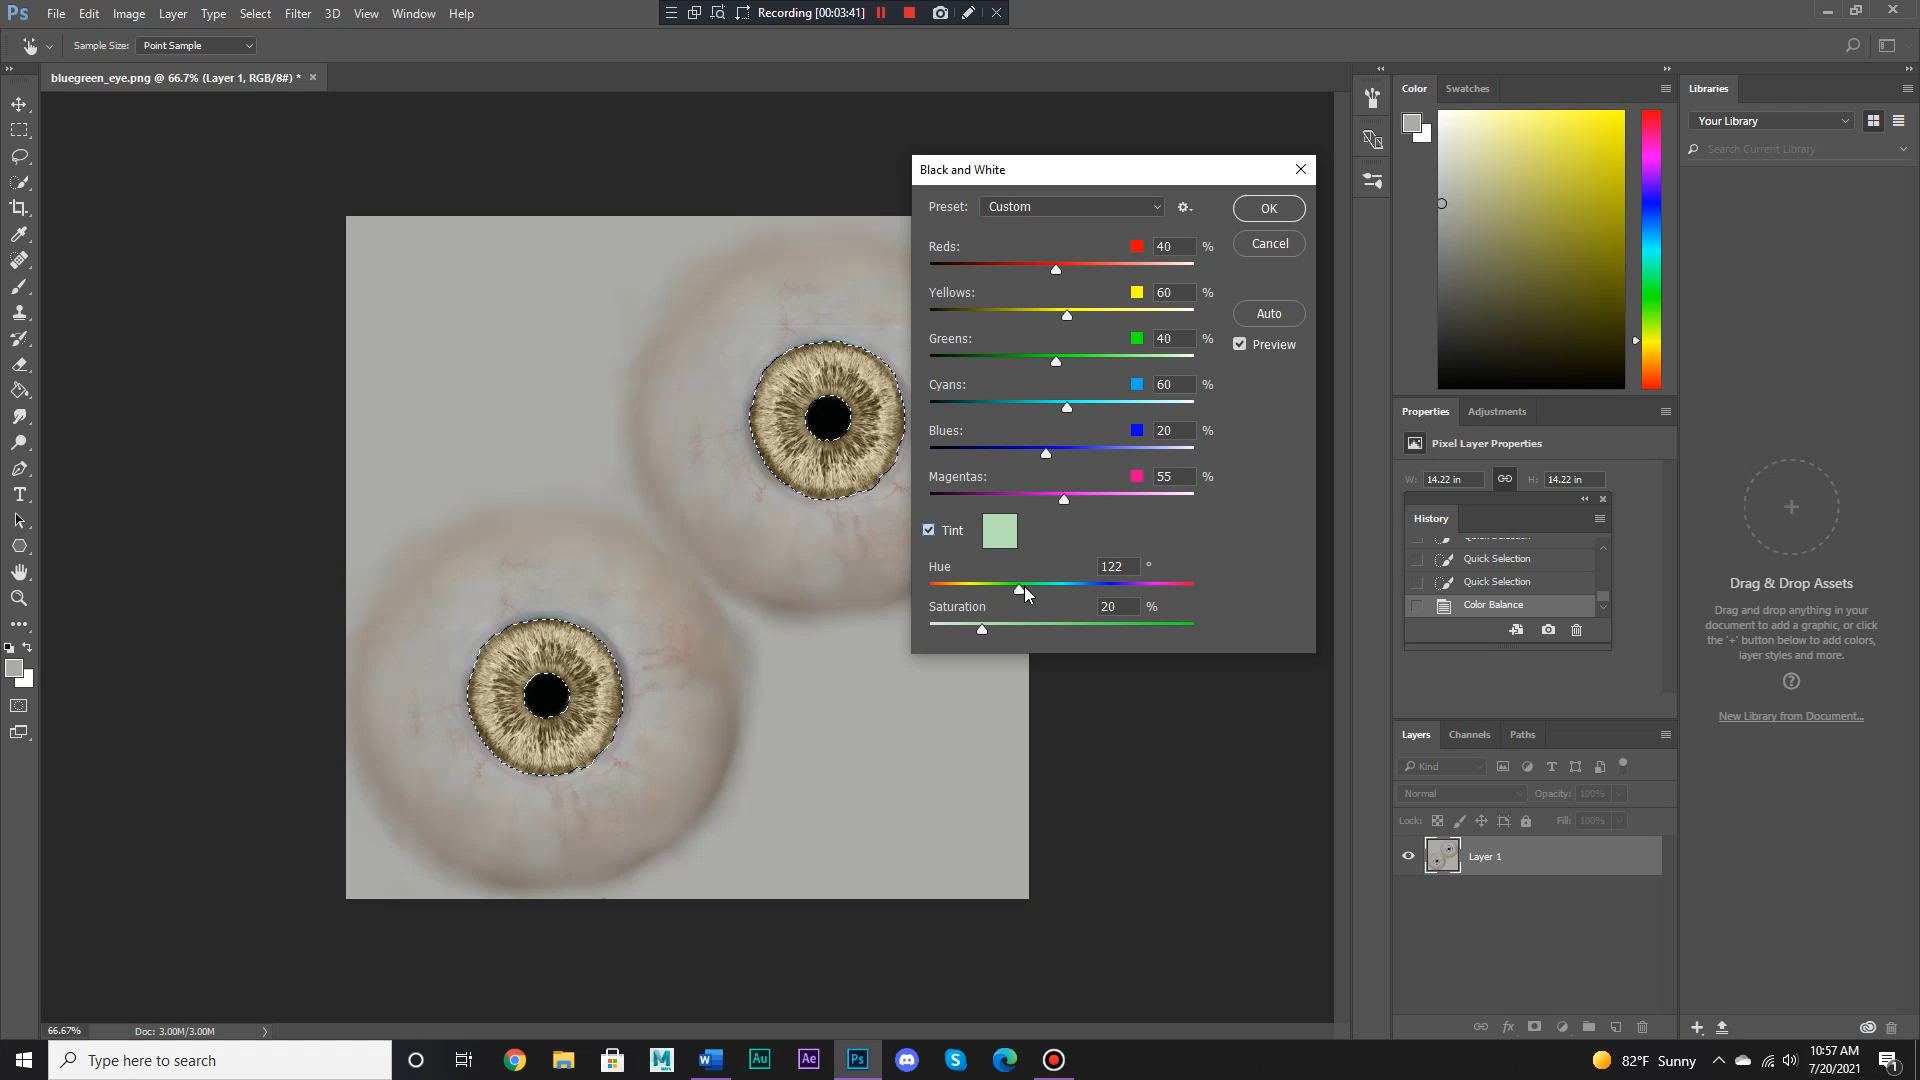 Ps File Edit Image Layer Type Select Filter 3D View Window Help
Recording [00:03:41]
Sample Size: Point Sample
bluegreen_eye.png @ 66.7% (Layer 1, RGB/8#) *
Color Swatches
Libraries
Your Library
Search Current Library
Black and White
Preset: Custom
OK
Cancel
Auto
Preview
Reds: 40 %
Yellows: 60 %
Greens: 40 %
Cyans: 60 %
Blues: 20 %
Magentas: 55 %
Tint
Hue 122 °
Saturation 20 %
Properties Adjustments
Pixel Layer Properties
W: 14.22 in H: 14.22 in
History
Quick Selection
Quick Selection
Quick Selection
Color Balance
Drag & Drop Assets
Drag and drop anything in your
document to add a graphic, or click
the '+' button below to add colors,
layer styles and more.
New Library from Document...
Layers Channels Paths
Kind
Normal Opacity: 100%
Lock: Fill: 100%
Layer 1
fx
66.67% Doc: 3.00M/3.00M
Type here to search
M
Au
Ae
Ps
82°F Sunny
10:57 AM
7/20/2021
1